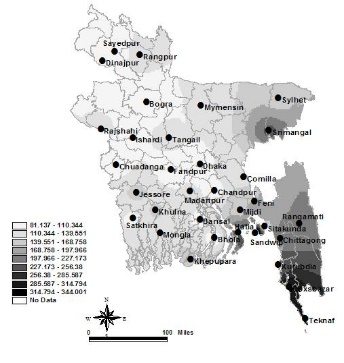 Sayedpur
Rangpur
Dinajpur
Bogra
Mymensin
Sylhet
Rajshahi
Ishardi
Tangail
Srimangal
Chuadanga
Faridpur
Dhaka
Comilla
Jessore
Madaripur
Chandpur
Feni
Khulna
Mijdi
Rangamati
Satkhira
Mongla
Barisal
Hatia
Sitakunda
Bhola
Sandwip
Chittagong
Khepupara
Kutubdia
Teknaf
81.137 - 110.344
110.344 - 139.551
139.551 - 168.758
168.758 - 197.966
197.966 - 227.173
227.173 - 256.38
256.38 - 285.587
285.587 - 314.794
314.794 - 344.001
No Data
N
W
E
S
0
100 Miles